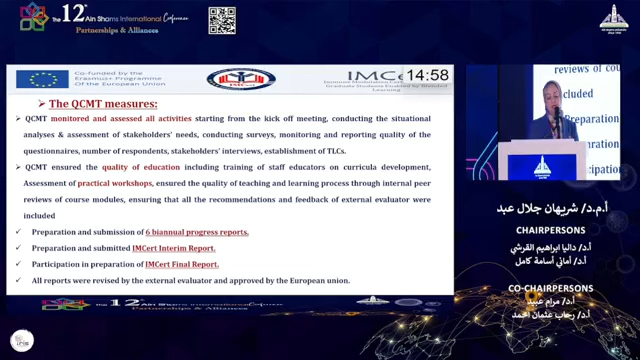 The 12th Ain Shams International Conference
Partnerships & Alliances
Co-funded by the
Erasmus+ Programme
Of the European Union
IMCert
14:58
Graduate Students Enabled by Blended
Learning
The QCMT measures:
QCMT monitored and assessed all activities starting from the kick off meeting, conducting the situational
analyses & assessment of stakeholders' needs, conducting surveys, monitoring and reporting quality of the
questionnaires, number of respondents, stakeholders' interviews, establishment of TLCs.
QCMT ensured the quality of education including training of staff educators on curricula development,
Assessment of practical workshops, ensured the quality of teaching and learning process through internal peer
reviews of course modules, ensuring that all the recommendations and feedback of external evaluator were
included
✓ Preparation and submission of 6 biannual progress reports.
✓ Preparation and submitted IMCert Interim Report.
✓ Participation in preparation of IMCert Final Report.
✓ All reports were revised by the external evaluator and approved by the European union.
The 12th Ain Shams International Conference
Partnerships & Alliances
reviews of cou
cluded
Preparation
أ.م.د/ شريهان جلال عبد
CHAIRPERSONS
أ.د/ داليا ابراهيم القرشي
أ.د/ أماني أسامة كامل
CO-CHAIRPERSONS
أ.د/ مرام عبيد
أ.د/ رحاب عثمان احمد